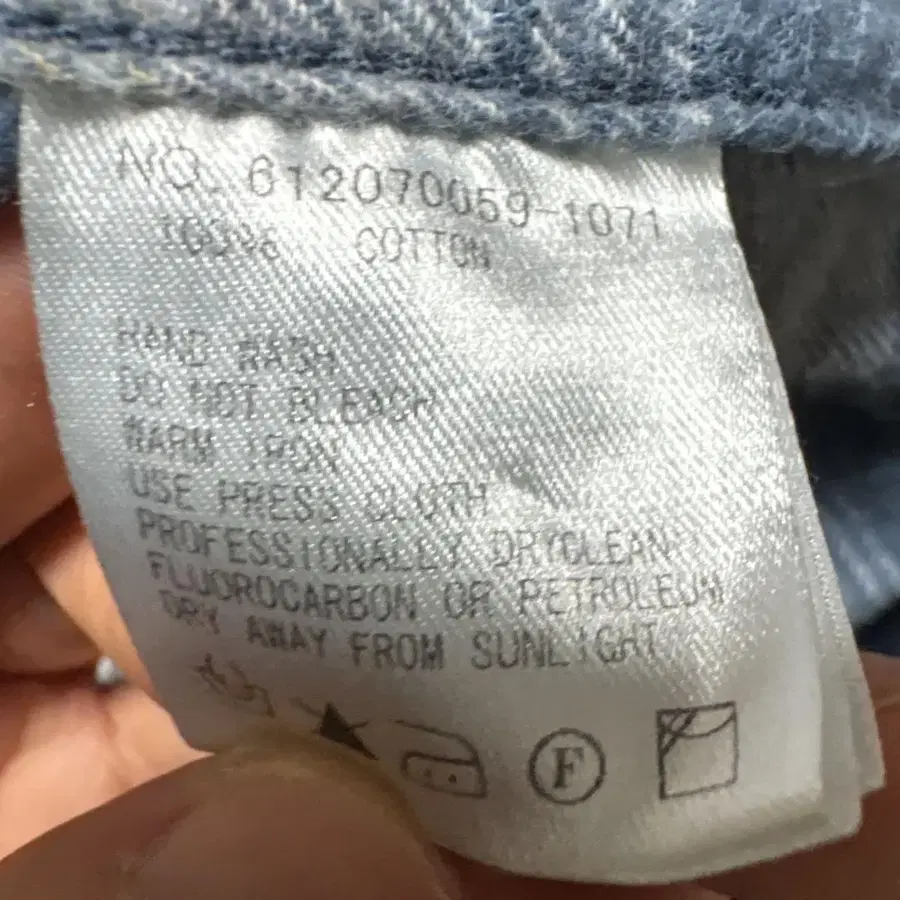 NO. 612070059-1071
100% COTTON
HAND WASH
DO NOT BLEACH
WARM IRON
USE PRESS CLOTH
PROFESSIONALLY DRYCLEAN
FLUOROCARBON OR PETROLEUM
DRY AWAY FROM SUNLIGHT
F